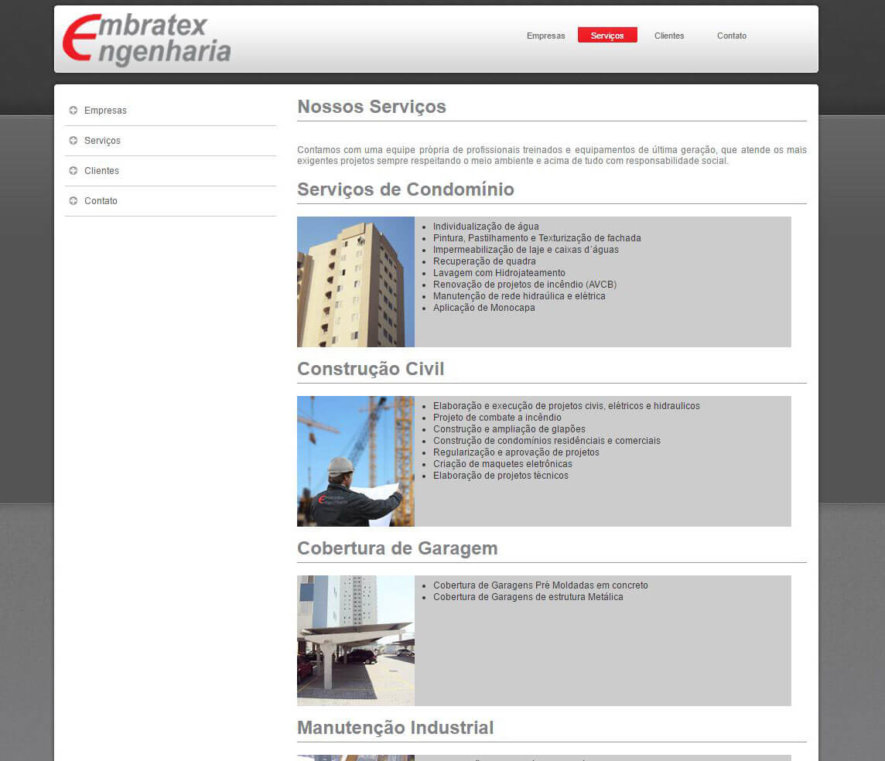 Embratex
Engenharia
Empresas
Serviços
Clientes
Contato
Empresas
Serviços
Clientes
Contato
Nossos Serviços
Contamos com uma equipe própria de profissionais treinados e equipamentos de última geração, que atende os mais
exigentes projetos sempre respeitando o meio ambiente e acima de tudo com responsabilidade social.
Serviços de Condomínio
Individualização de água
Pintura, Pastilhamento e Texturização de fachada
Impermeabilização de laje e caixas d´águas
Recuperação de quadra
Lavagem com Hidrojateamento
Renovação de projetos de incêndio (AVCB)
Manutenção de rede hidraúlica e elétrica
Aplicação de Monocapa
Construção Civil
Elaboração e execução de projetos civis, elétricos e hidraulicos
Projeto de combate a incêndio
Construção e ampliação de glapões
Construção de condomínios residênciais e comerciais
Regularização e aprovação de projetos
Criação de maquetes eletrônicas
Elaboração de projetos técnicos
Embratex
Engenharia
Cobertura de Garagem
Cobertura de Garagens Pré Moldadas em concreto
Cobertura de Garagens de estrutura Metálica
Manutenção Industrial